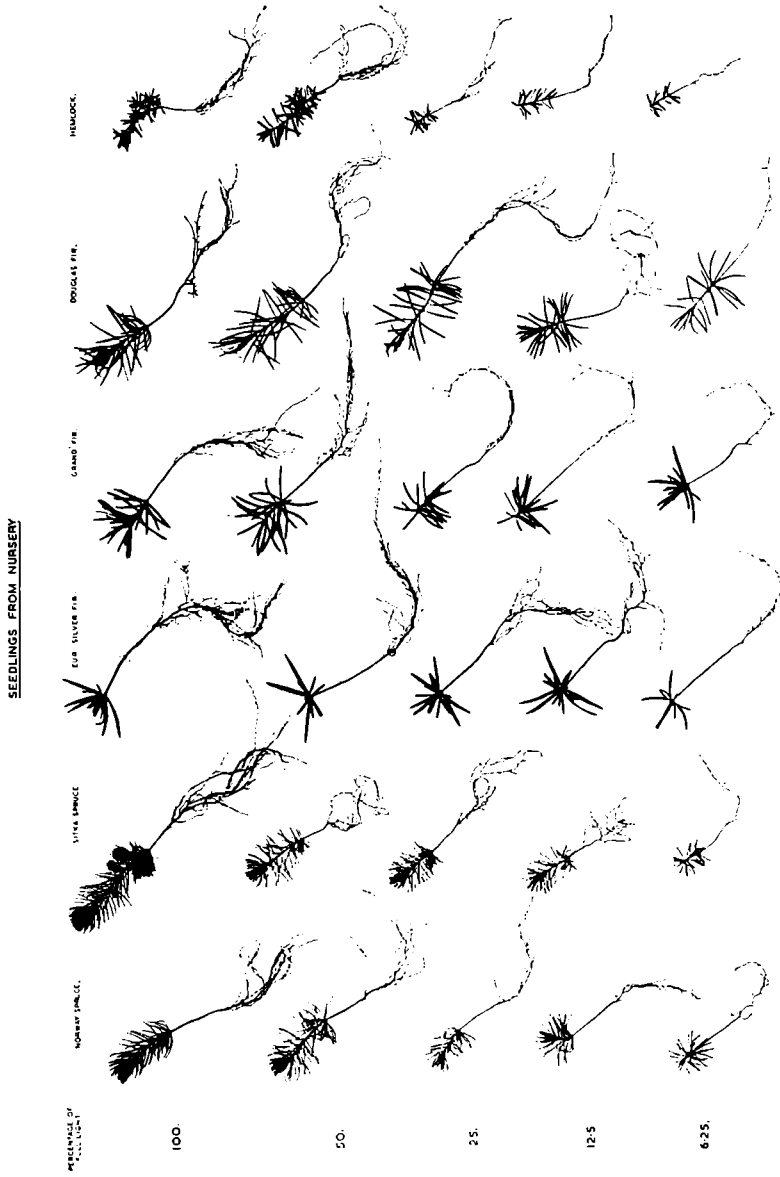 SEEDLINGS FROM NURSERY
PERCENTAGE OF
FULL LIGHT
NORWAY SPRUCE.
SITKA SPRUCE
EUR SILVER FIR.
GRAND FIR.
DOUGLAS FIR.
HEMLOCK.
100.
50.
25.
12·5
6·25.